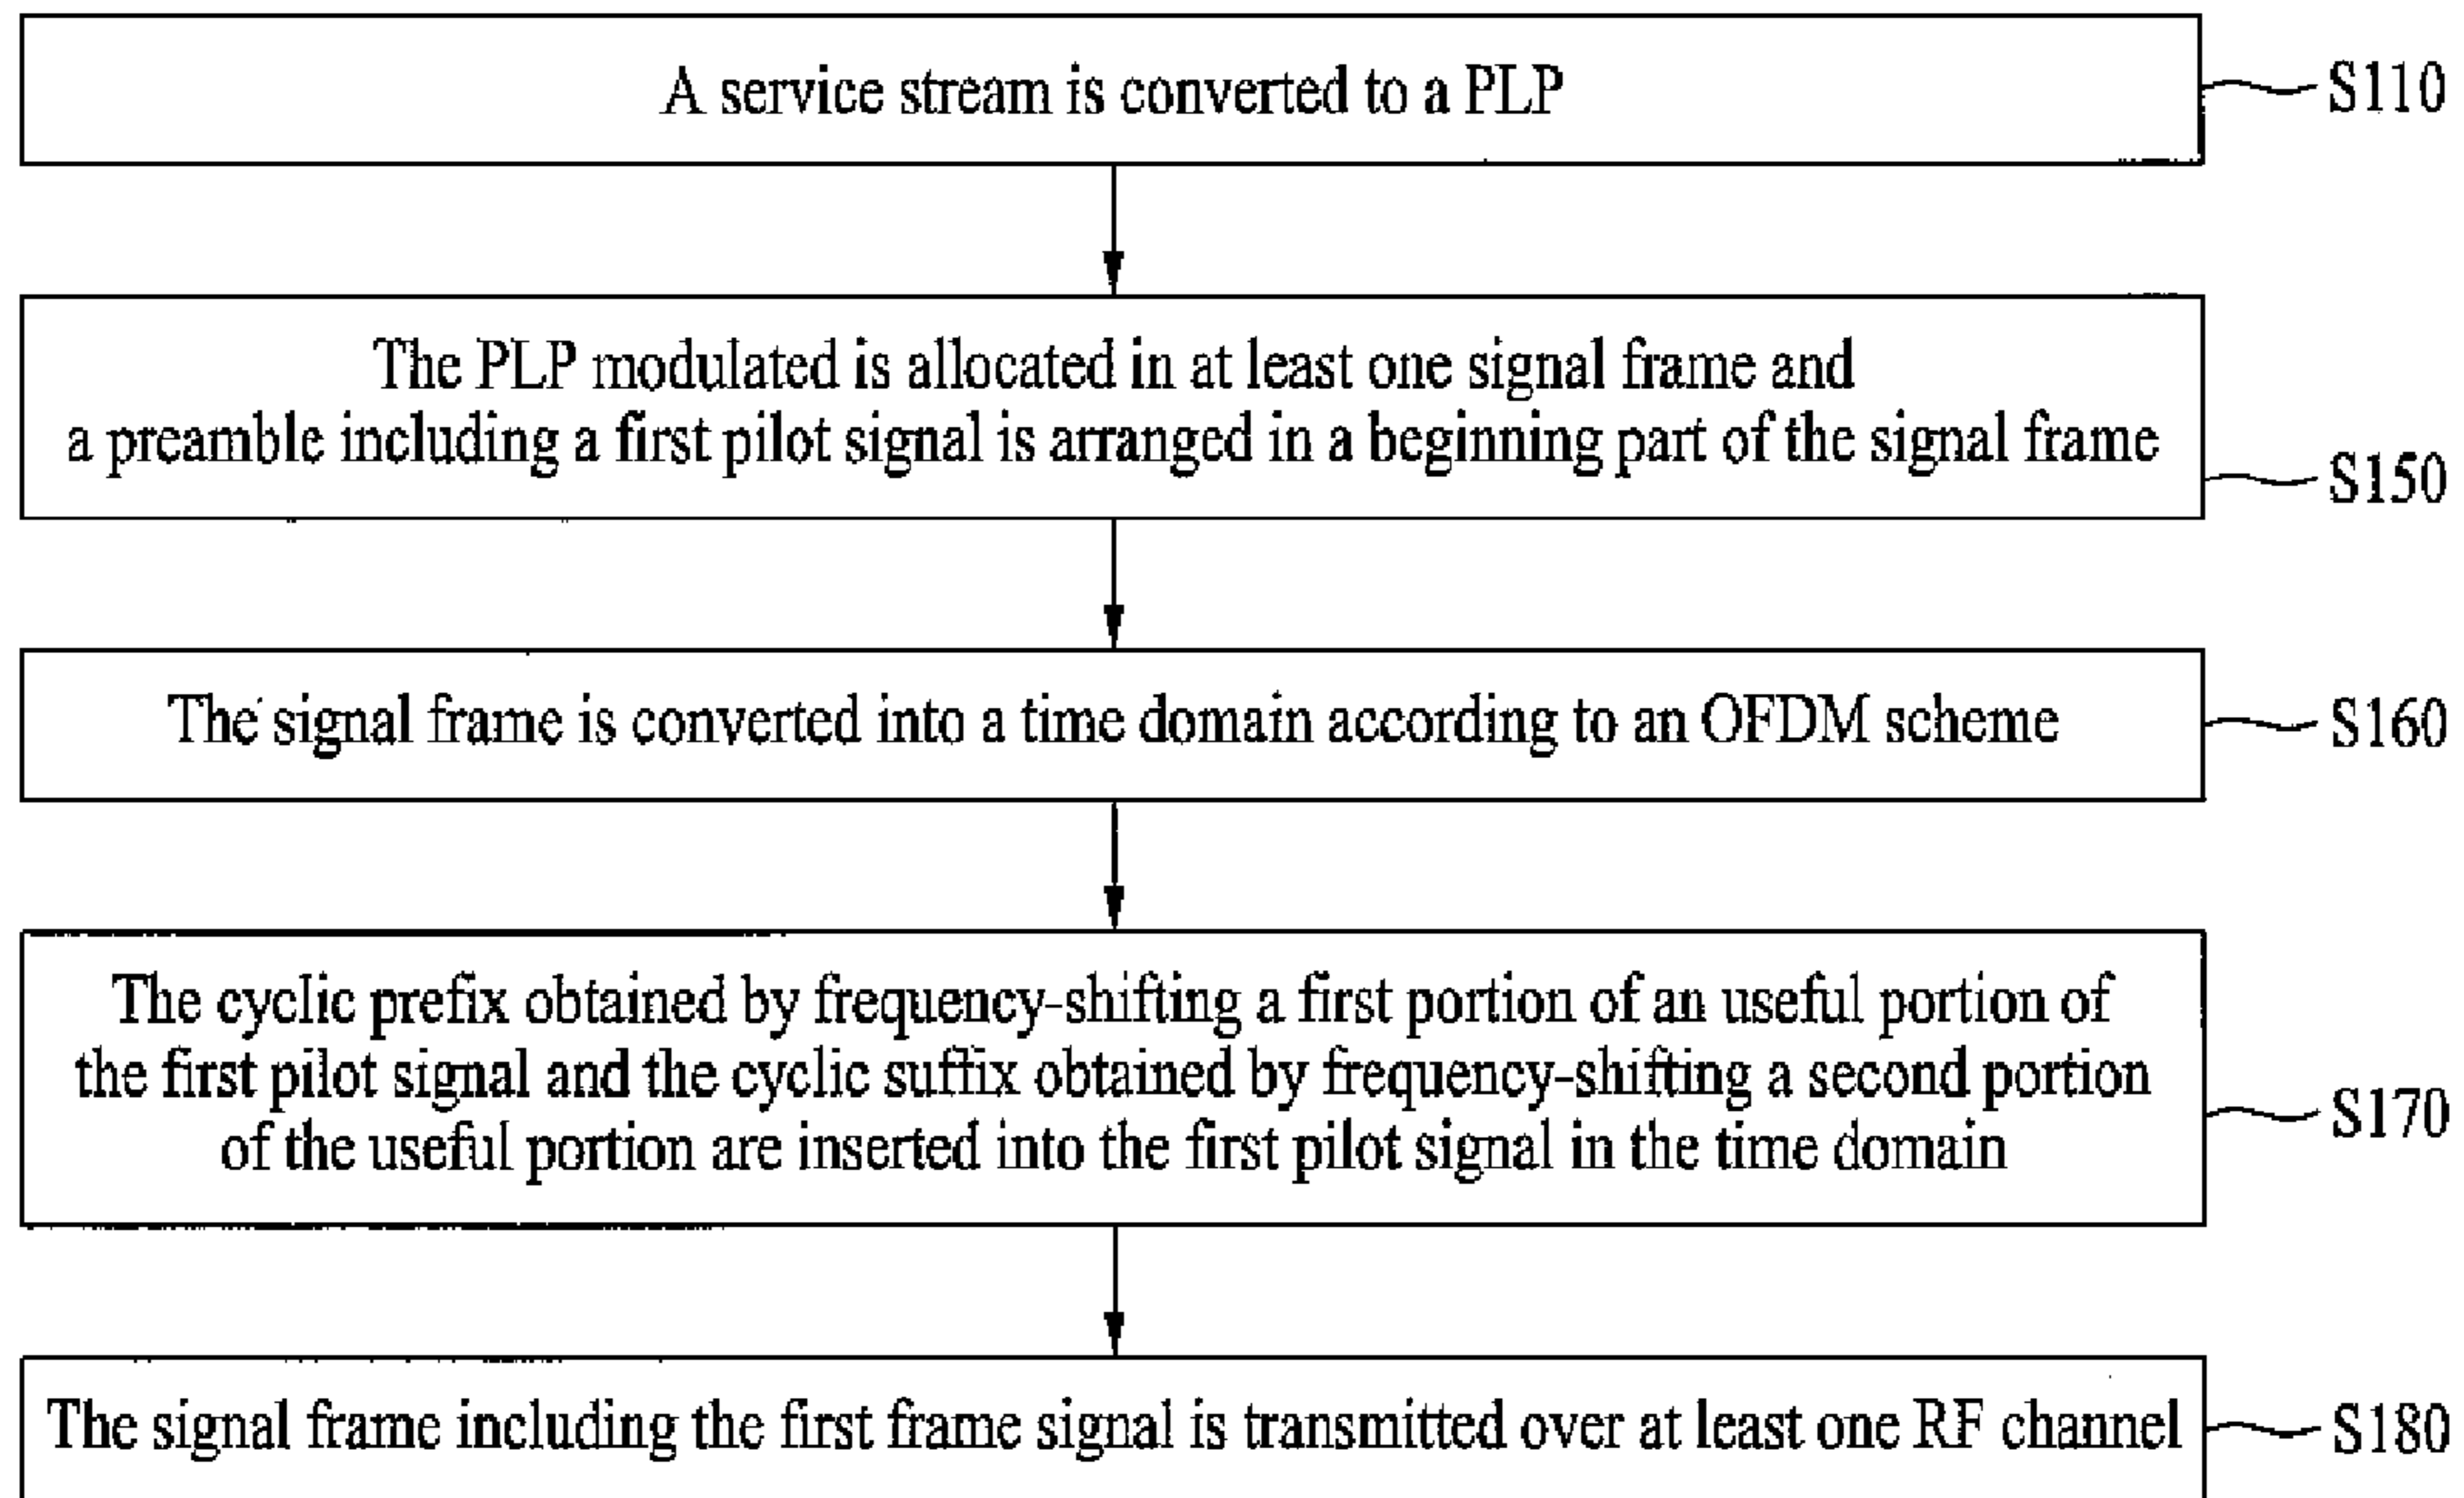 A service stream is converted to a PLP
S110
The PLP modulated is allocated in at least one signal frame and
a preamble including a first pilot signal is arranged in a beginning part of the signal frame
S150
The signal frame is converted into a time domain according to an OFDM scheme
S160
The cyclic prefix obtained by frequency-shifting a first portion of an useful portion of
the first pilot signal and the cyclic suffix obtained by frequency-shifting a second portion
of the useful portion are inserted into the first pilot signal in the time domain
S170
The signal frame including the first frame signal is transmitted over at least one RF channel
S180